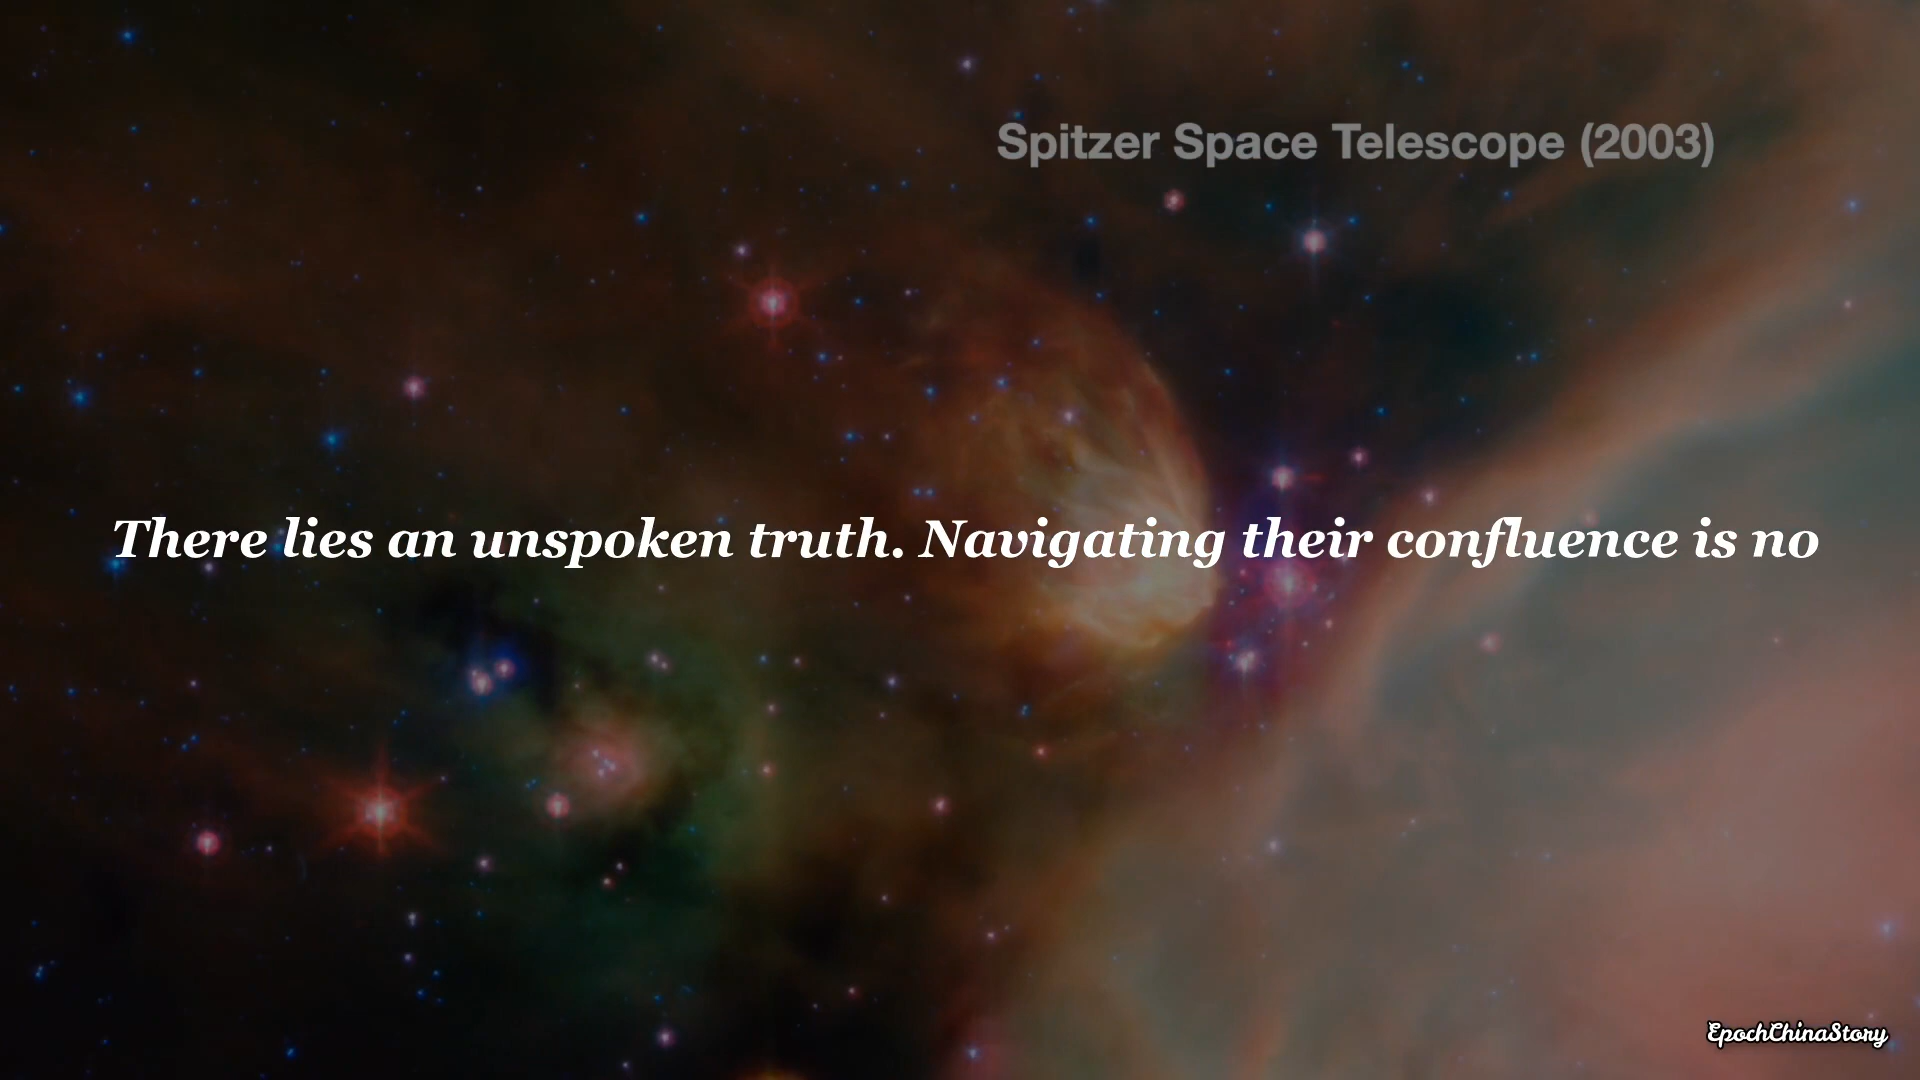 Spitzer Space Telescope (2003)
There lies an unspoken truth. Navigating their confluence is no
EpochChinaStory